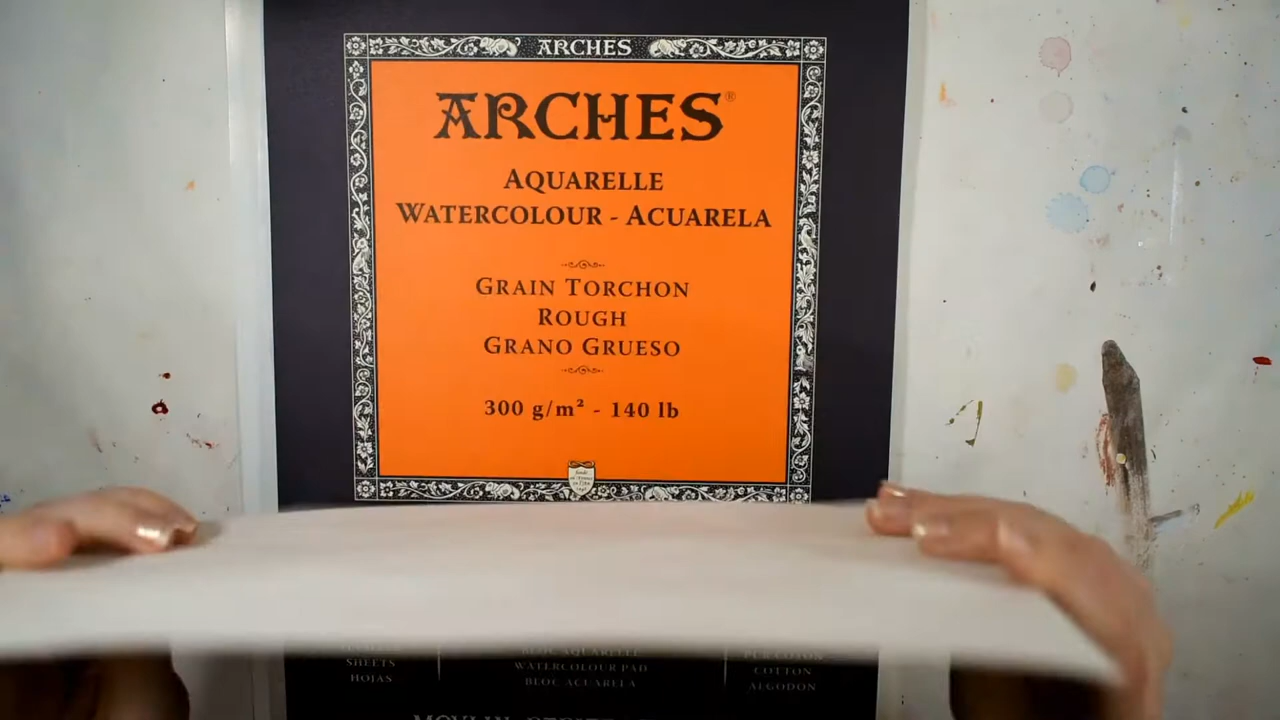 ARCHES
ARCHES®
AQUARELLE
WATERCOLOUR - ACUARELA
GRAIN TORCHON
ROUGH
GRANO GRUESO
300 g/m² - 140 lb
SHEETS
HOJAS
BLOC AQUARELLE
WATERCOLOUR PAD
BLOC ACUARELA
PUR COTON
COTTON
ALGODON